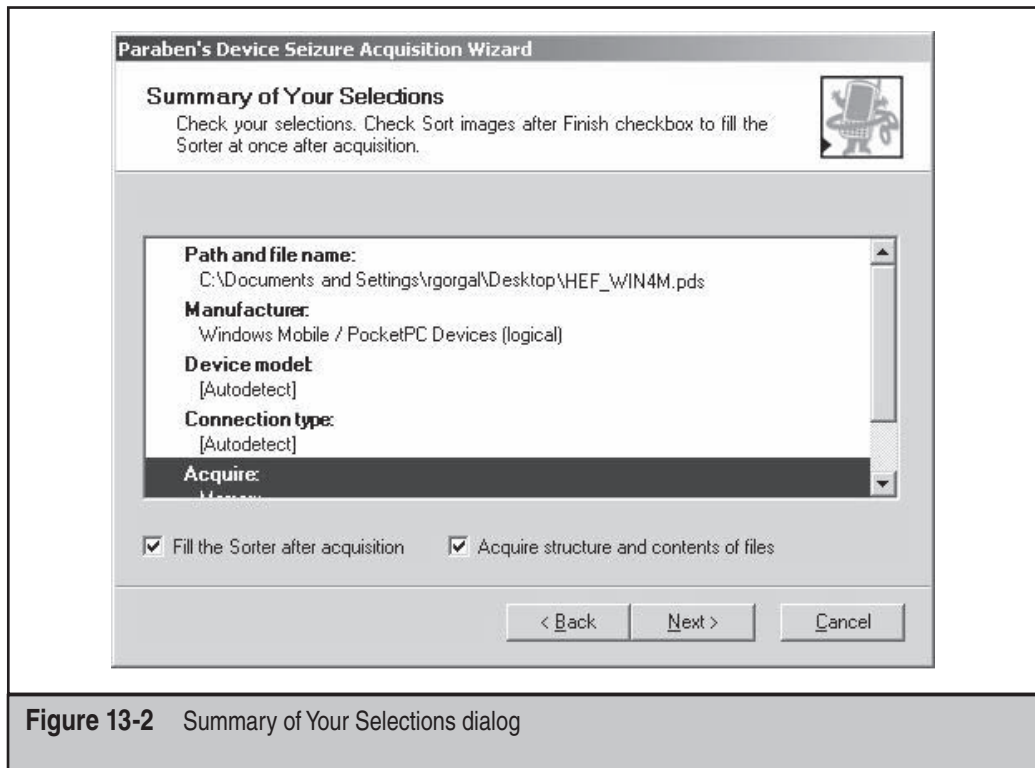 Paraben's Device Seizure Acquisition Wizard
Summary of Your Selections
Check your selections. Check Sort images after Finish checkbox to fill the
Sorter at once after acquisition.
Path and file name:
C:\Documents and Settings\rgorgal\Desktop\HEF_WIN4M.pds
Manufacturer:
Windows Mobile / PocketPC Devices (logical)
Device model:
[Autodetect]
Connection type:
[Autodetect]
Acquire:
Fill the Sorter after acquisition Acquire structure and contents of files
< Back Next > Cancel
Figure 13-2 Summary of Your Selections dialog